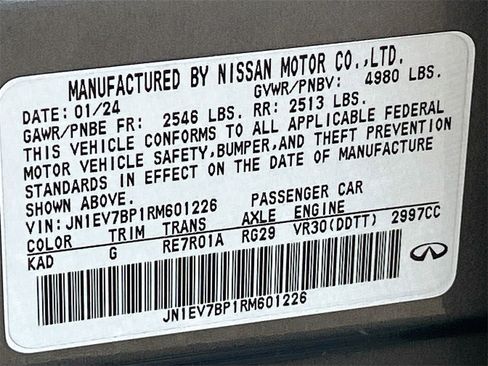 MANUFACTURED BY NISSAN MOTOR CO.,LTD.
DATE: 01/24 GVWR/PNBV: 4980 LBS.
GAWR/PNBE FR: 2546 LBS. RR: 2513 LBS.
THIS VEHICLE CONFORMS TO ALL APPLICABLE FEDERAL
MOTOR VEHICLE SAFETY,BUMPER,AND THEFT PREVENTION
STANDARDS IN EFFECT ON THE DATE OF MANUFACTURE
SHOWN ABOVE.
VIN: JN1EV7BP1RM601226 PASSENGER CAR
COLOR TRIM TRANS AXLE ENGINE
KAD G RE7R01A RG29 VR30(DDTT) 2997CC
JN1EV7BP1RM601226